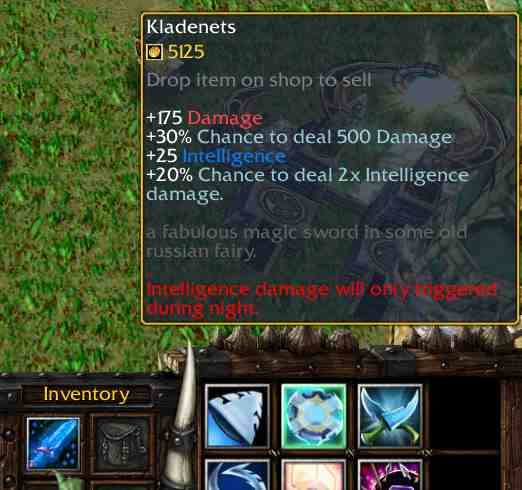 Kladenets
5125
Drop item on shop to sell
+175 Damage
+30% Chance to deal 500 Damage
+25 Intelligence
+20% Chance to deal 2x Intelligence
damage.
a fabulous magic sword in some old
russian fairy.
Intelligence damage will only triggered
during night.
Inventory